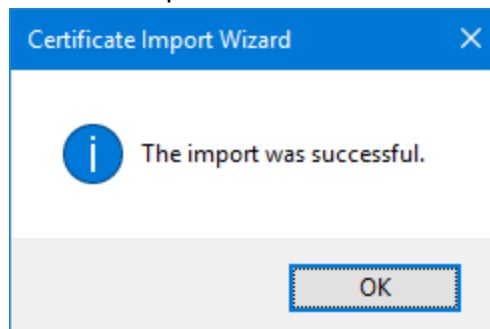 Certificate Import Wizard
The import was successful.
OK